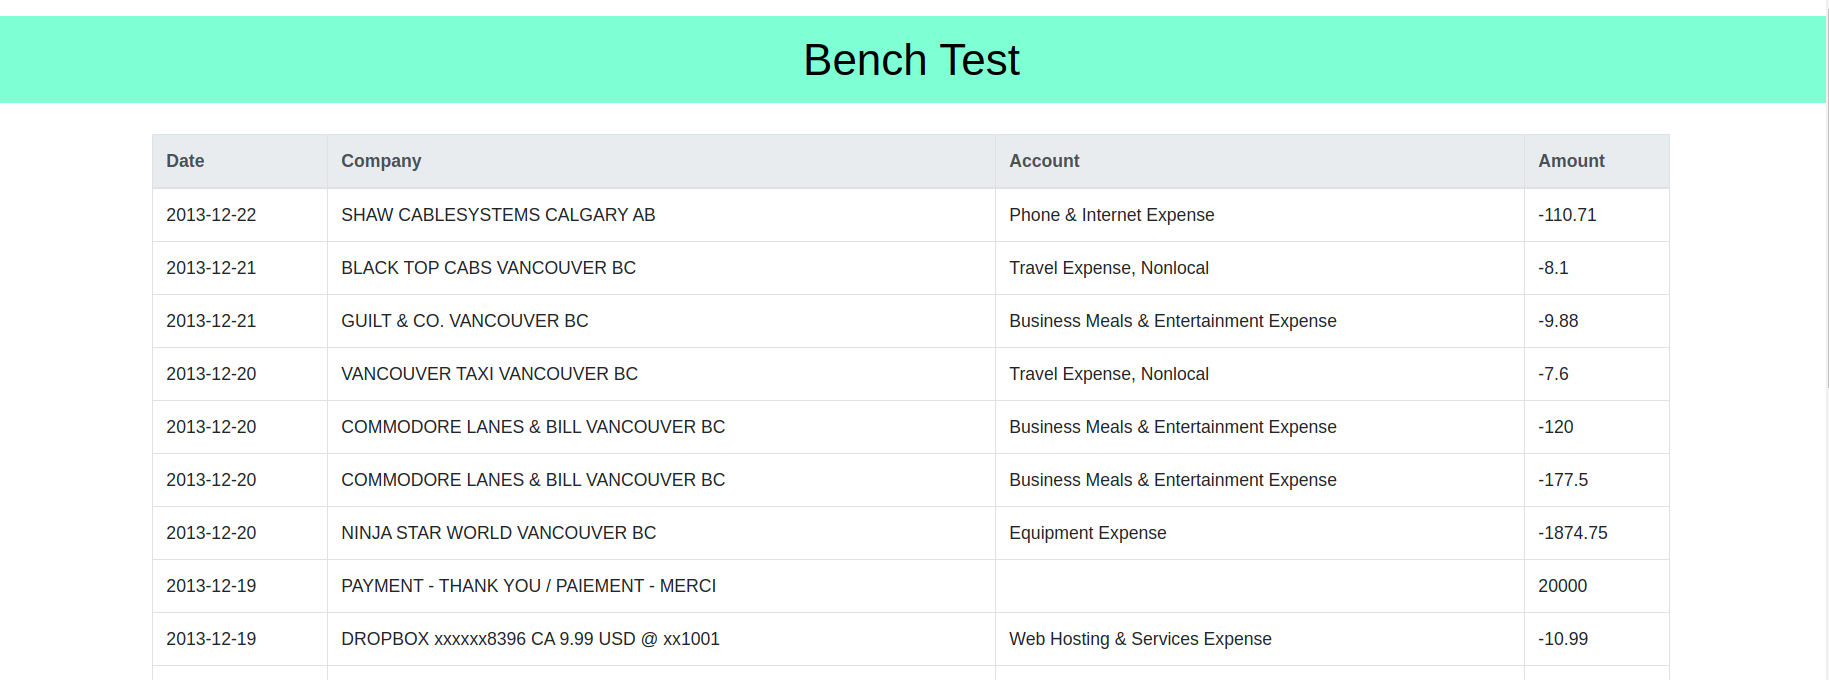 Bench Test
Date Company Account Amount
2013-12-22 SHAW CABLESYSTEMS CALGARY AB Phone & Internet Expense -110.71
2013-12-21 BLACK TOP CABS VANCOUVER BC Travel Expense, Nonlocal -8.1
2013-12-21 GUILT & CO. VANCOUVER BC Business Meals & Entertainment Expense -9.88
2013-12-20 VANCOUVER TAXI VANCOUVER BC Travel Expense, Nonlocal -7.6
2013-12-20 COMMODORE LANES & BILL VANCOUVER BC Business Meals & Entertainment Expense -120
2013-12-20 COMMODORE LANES & BILL VANCOUVER BC Business Meals & Entertainment Expense -177.5
2013-12-20 NINJA STAR WORLD VANCOUVER BC Equipment Expense -1874.75
2013-12-19 PAYMENT - THANK YOU / PAIEMENT - MERCI 20000
2013-12-19 DROPBOX xxxxxx8396 CA 9.99 USD @ xx1001 Web Hosting & Services Expense -10.99